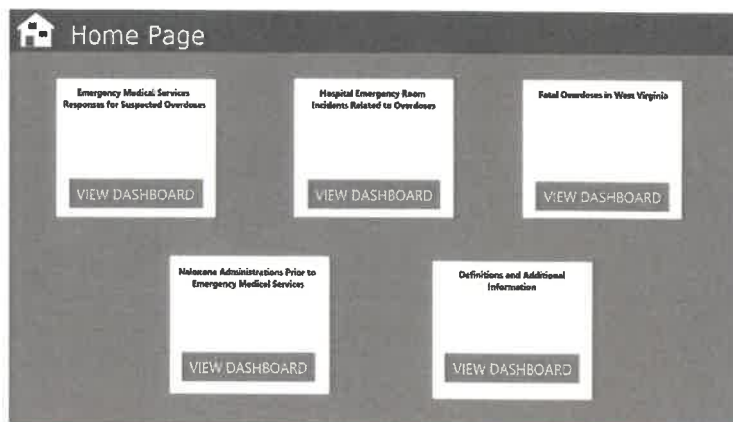 Home Page
Emergency Medical Services
Responses for Suspected Overdoses
VIEW DASHBOARD
Hospital Emergency Room
Incidents Related to Overdoses
VIEW DASHBOARD
Fatal Overdoses in West Virginia
VIEW DASHBOARD
Naloxone Administrations Prior to
Emergency Medical Services
VIEW DASHBOARD
Definitions and Additional
Information
VIEW DASHBOARD